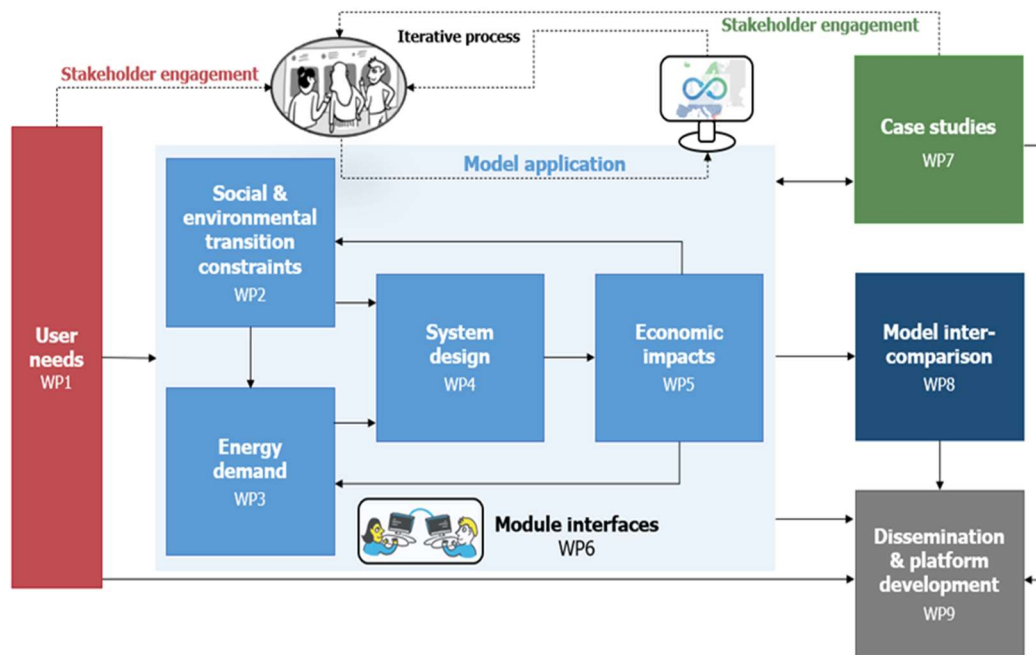 Stakeholder engagement
Iterative process
Stakeholder engagement
Case studies
WP7
Model application
Social &
environmental
transition
constraints
WP2
User
needs
WP1
System
design
WP4
Economic
impacts
WP5
Model inter-
comparison
WP8
Energy
demand
WP3
Module interfaces
WP6
Dissemination
& platform
development
WP9